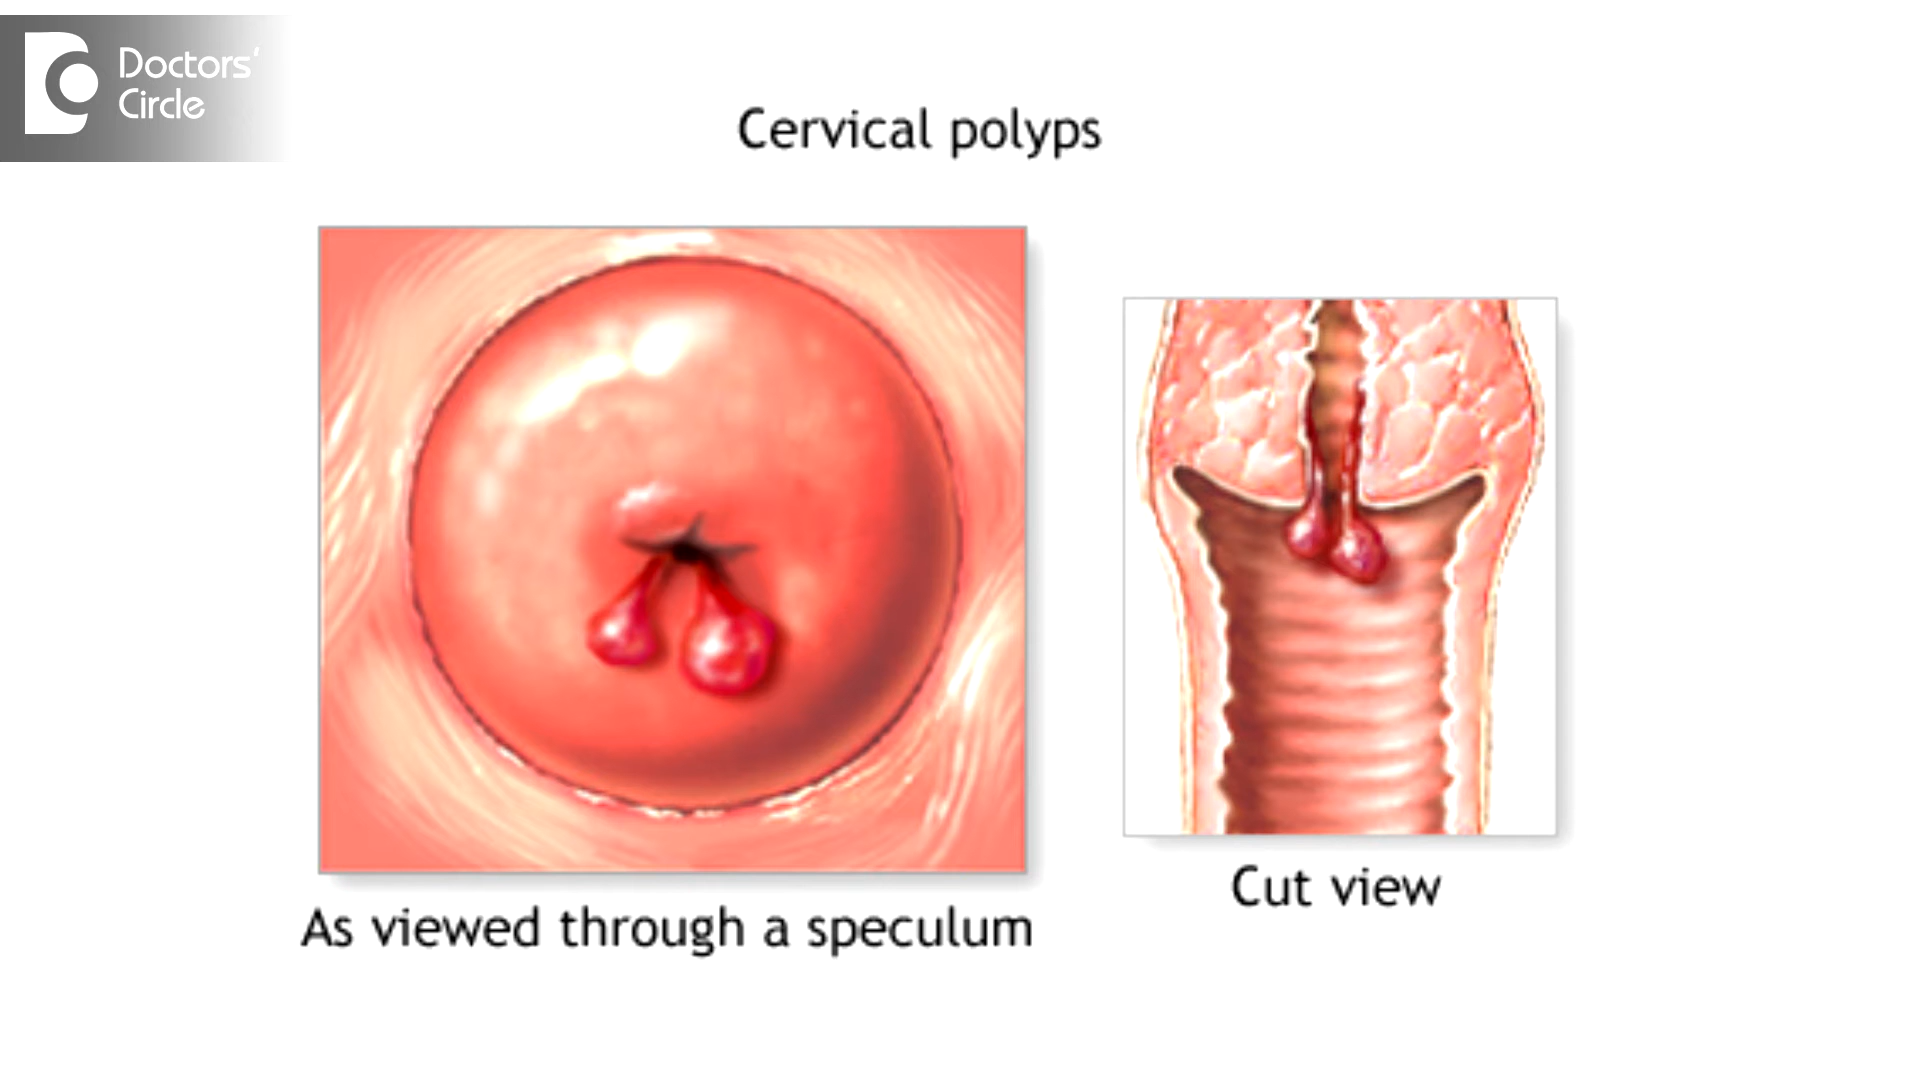 Doctors'
Circle
Cervical polyps
As viewed through a speculum
Cut view